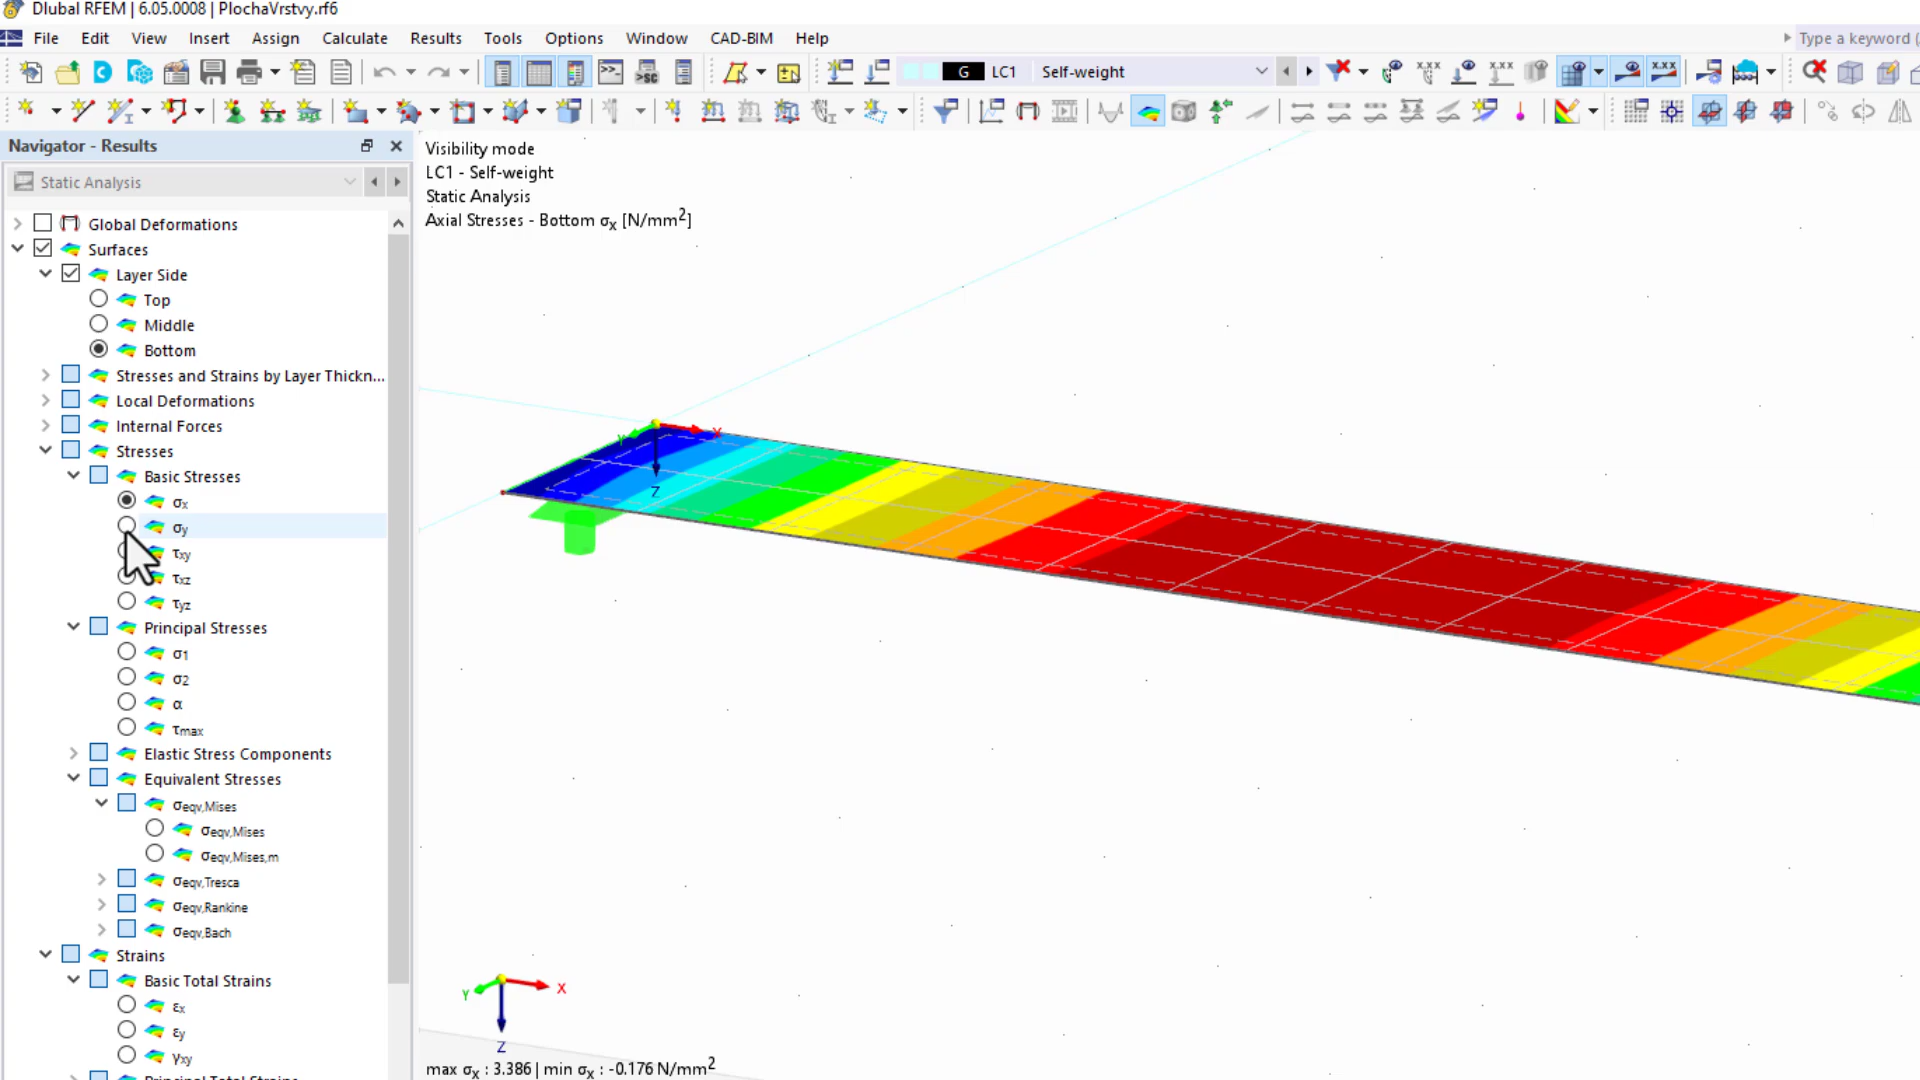 Dlubal RFEM | 6.05.0008 | PlochaVrstvy.rf6
File Edit View Insert Assign Calculate Results Tools Options Window CAD-BIM Help
Type a keyword (
G LC1 Self-weight
Navigator - Results
Static Analysis
Global Deformations
Surfaces
Layer Side
Top
Middle
Bottom
Stresses and Strains by Layer Thickn...
Local Deformations
Internal Forces
Stresses
Basic Stresses
σx
σy
τxy
τxz
τyz
Principal Stresses
σ1
σ2
α
τmax
Elastic Stress Components
Equivalent Stresses
σeqv,Mises
σeqv,Mises
σeqv,Mises,m
σeqv,Tresca
σeqv,Rankine
σeqv,Bach
Strains
Basic Total Strains
εx
εy
γxy
Principal Total Strains
Visibility mode
LC1 - Self-weight
Static Analysis
Axial Stresses - Bottom σx [N/mm2]
Y X
Z
Y X
Z
max σx : 3.386 | min σx : -0.176 N/mm2